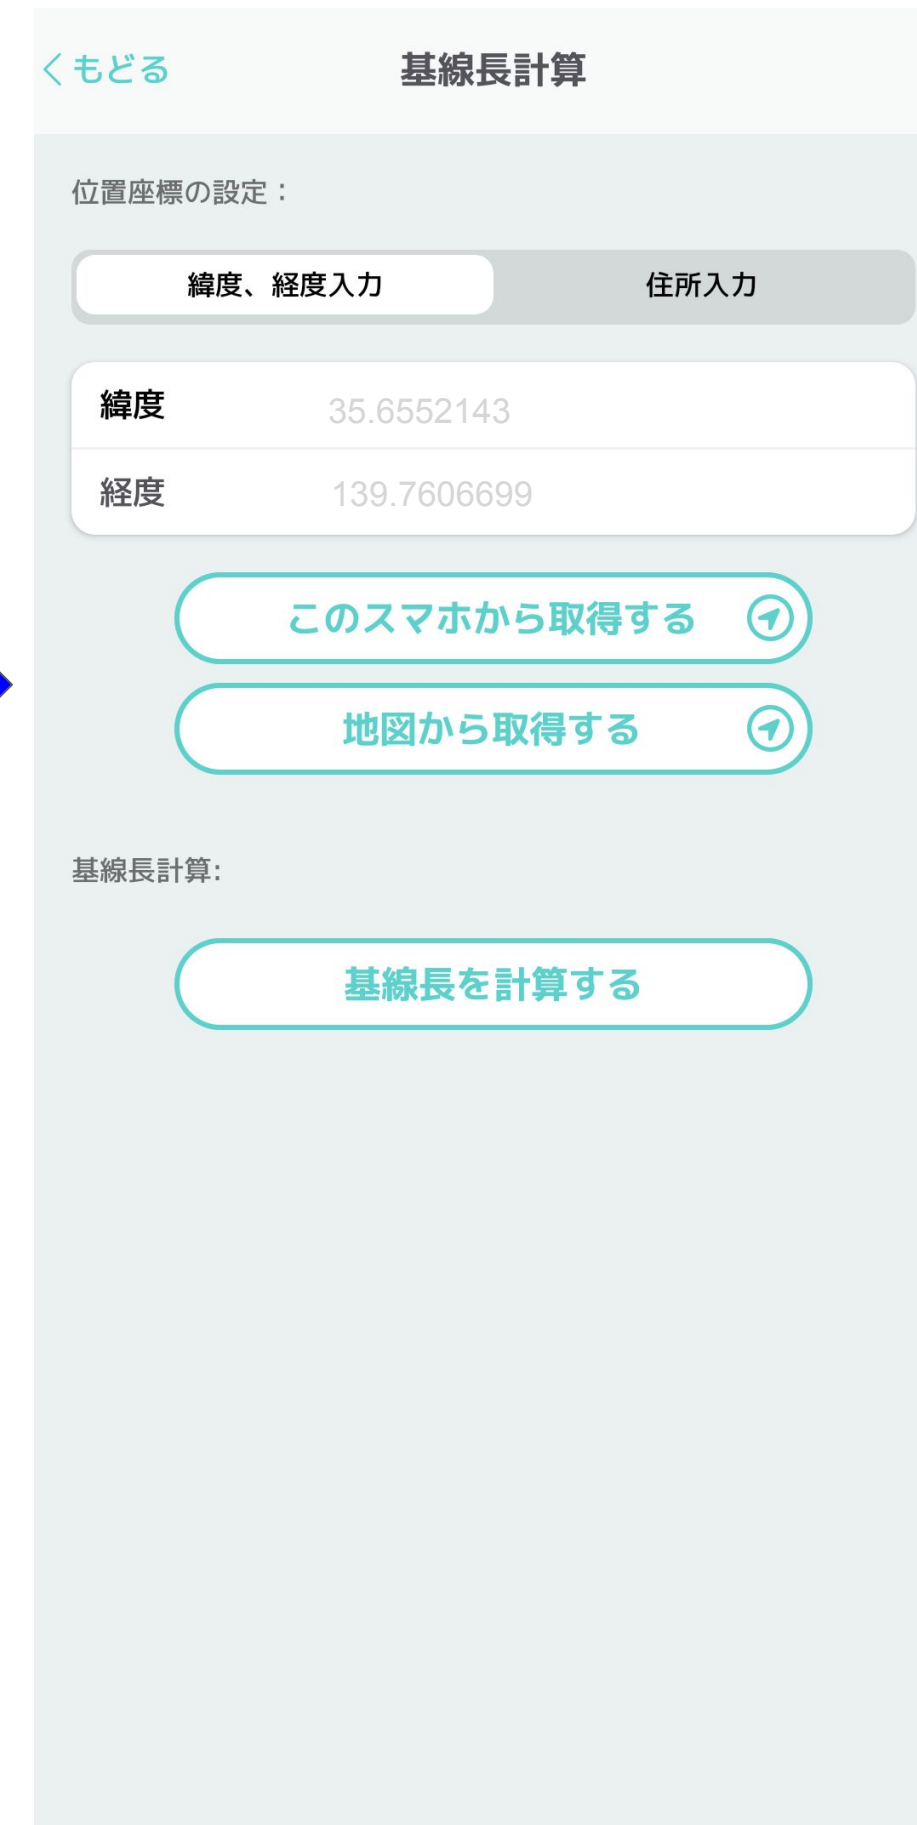 もどる
基線長計算
位置座標の設定：
緯度、経度入力
住所入力
緯度
35.6552143
経度
139.7606699
このスマホから取得する
地図から取得する
基線長計算:
基線長を計算する